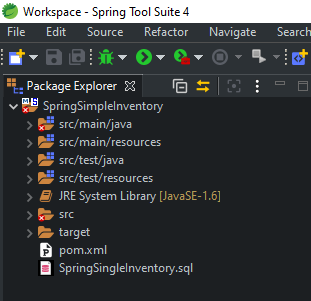 Workspace - Spring Tool Suite 4
File Edit Source Refactor Navigate Search
Package Explorer
SpringSimpleInventory
src/main/java
src/main/resources
src/test/java
src/test/resources
JRE System Library [JavaSE-1.6]
src
target
pom.xml
SpringSingleInventory.sql